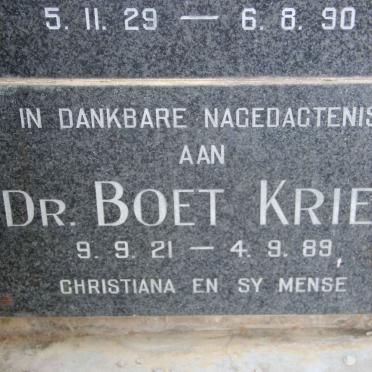 5. 11. 29 — 6. 8. 90
IN DANKBARE NAGEDAGTENIS
AAN
DR. BOET KRIE
9. 9. 21 — 4. 9. 89
CHRISTIANA EN SY MENSE